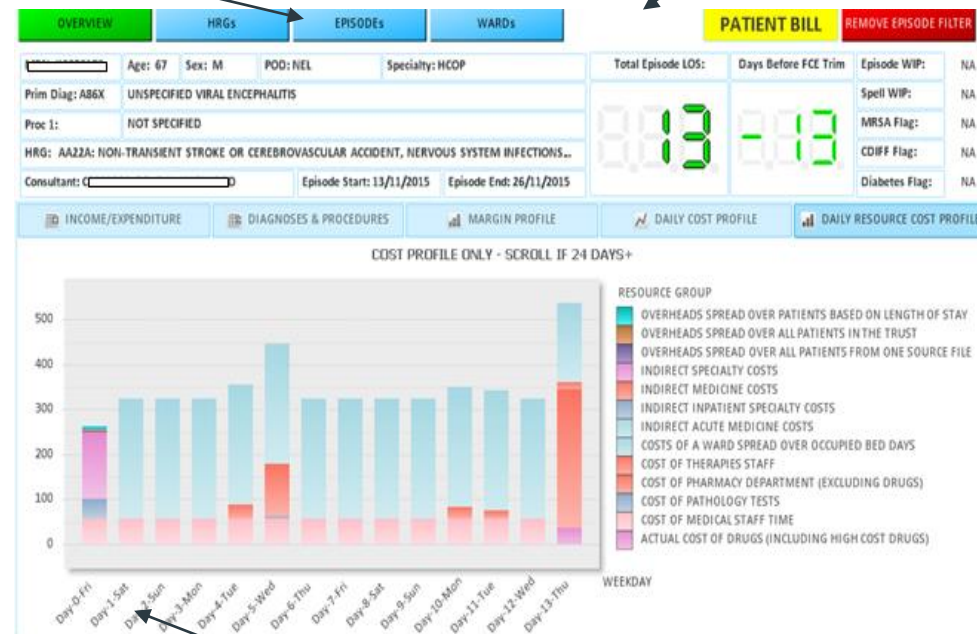 OVERVIEW HRGs EPISODEs WARDs PATIENT BILL REMOVE EPISODE FILTER
Age: 67 Sex: M POD: NEL Specialty: HCOP Total Episode LOS: Days Before FCE Trim Episode WIP: NA
Prim Diag: A86X UNSPECIFIED VIRAL ENCEPHALITIS Spell WIP: NA
Proc 1: NOT SPECIFIED 13 -13 MRSA Flag: NA
HRG: AA22A: NON-TRANSIENT STROKE OR CEREBROVASCULAR ACCIDENT, NERVOUS SYSTEM INFECTIONS... CDIFF Flag: NA
Consultant: Episode Start: 13/11/2015 Episode End: 26/11/2015 Diabetes Flag: NA
INCOME/EXPENDITURE DIAGNOSES & PROCEDURES MARGIN PROFILE DAILY COST PROFILE DAILY RESOURCE COST PROFILE
COST PROFILE ONLY - SCROLL IF 24 DAYS+
RESOURCE GROUP
OVERHEADS SPREAD OVER PATIENTS BASED ON LENGTH OF STAY
OVERHEADS SPREAD OVER ALL PATIENTS IN THE TRUST
OVERHEADS SPREAD OVER ALL PATIENTS FROM ONE SOURCE FILE
INDIRECT SPECIALTY COSTS
INDIRECT MEDICINE COSTS
INDIRECT INPATIENT SPECIALTY COSTS
INDIRECT ACUTE MEDICINE COSTS
COSTS OF A WARD SPREAD OVER OCCUPIED BED DAYS
COST OF THERAPIES STAFF
COST OF PHARMACY DEPARTMENT (EXCLUDING DRUGS)
COST OF PATHOLOGY TESTS
COST OF MEDICAL STAFF TIME
ACTUAL COST OF DRUGS (INCLUDING HIGH COST DRUGS)
500
400
300
200
100
0
Day-0-Fri Day-1-Sat Day-2-Sun Day-3-Mon Day-4-Tue Day-5-Wed Day-6-Thu Day-7-Fri Day-8-Sat Day-9-Sun Day-10-Mon Day-11-Tue Day-12-Wed Day-13-Thu
WEEKDAY